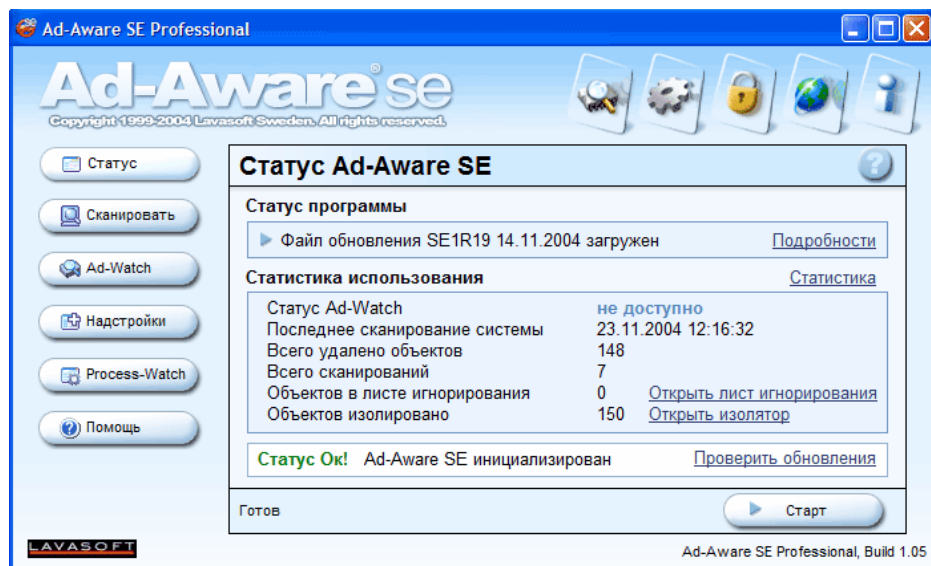 Ad-Aware SE Professional
Ad-Aware® se
Copyright 1999-2004 Lavasoft Sweden. All rights reserved.
Статус
Сканировать
Ad-Watch
Надстройки
Process-Watch
Помощь
Статус Ad-Aware SE
?
Статус программы
Файл обновления SE1R19 14.11.2004 загружен Подробности
Статистика использования Статистика
Статус Ad-Watch не доступно
Последнее сканирование системы 23.11.2004 12:16:32
Всего удалено объектов 148
Всего сканирований 7
Объектов в листе игнорирования 0 Открыть лист игнорирования
Объектов изолировано 150 Открыть изолятор
Статус Ок! Ad-Aware SE инициализирован Проверить обновления
Готов Старт
LAVASOFT Ad-Aware SE Professional, Build 1.05